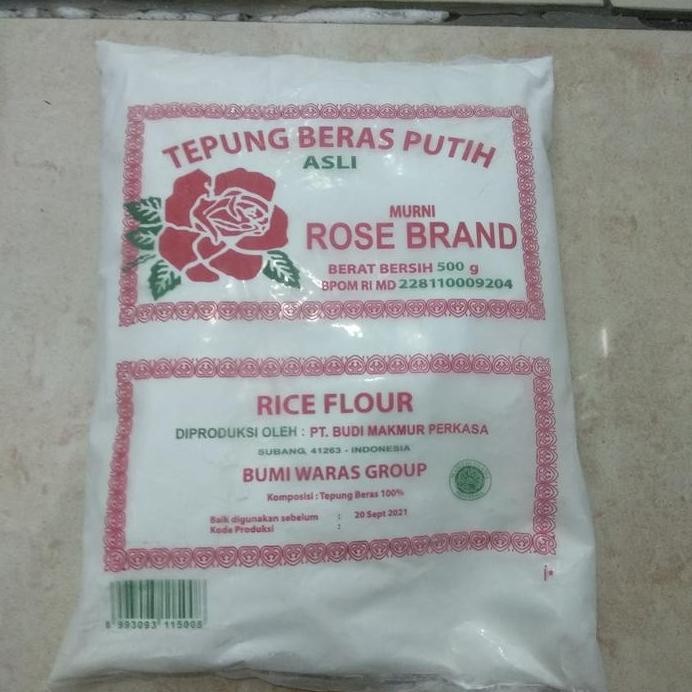 TEPUNG BERAS PUTIH
ASLI
MURNI
ROSE BRAND
BERAT BERSIH 500 g
BPOM RI MD 228110009204
RICE FLOUR
DIPRODUKSI OLEH : PT. BUDI MAKMUR PERKASA
SUBANG, 41263 - INDONESIA
BUMI WARAS GROUP
Komposisi : Tepung Beras 100%
Baik digunakan sebelum : 20 Sept 2021
Kode Produksi :
8 993093 115008